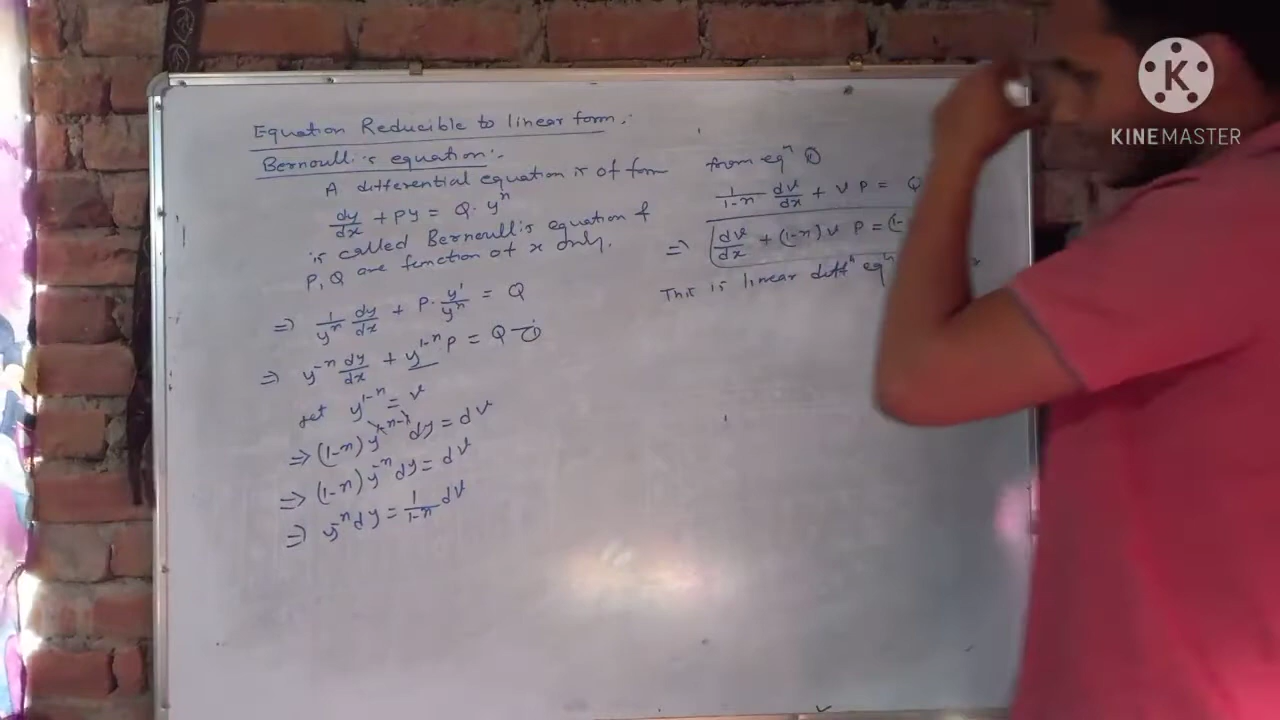 Equation Reducible to linear form :
Bernoulli's equation :-
A differential equation is of form
dy/dx + Py = Q. y^n
is called Bernoulli's equation &
P, Q are function of x only.
=> 1/y^n dy/dx + P. y'/y^n = Q
=> y^-n dy/dx + y^1-n P = Q - ①
let y^1-n = v
=> (1-n) y^1-n-1 dy = dv
=> (1-n) y^-n dy = dv
=> y^-n dy = 1/1-n dv
from eq^n ①
1/1-n dv/dx + v P = Q
=> dv/dx + (1-n) v P = (1-
This is linear diff^n eq^n
K
KINEMASTER